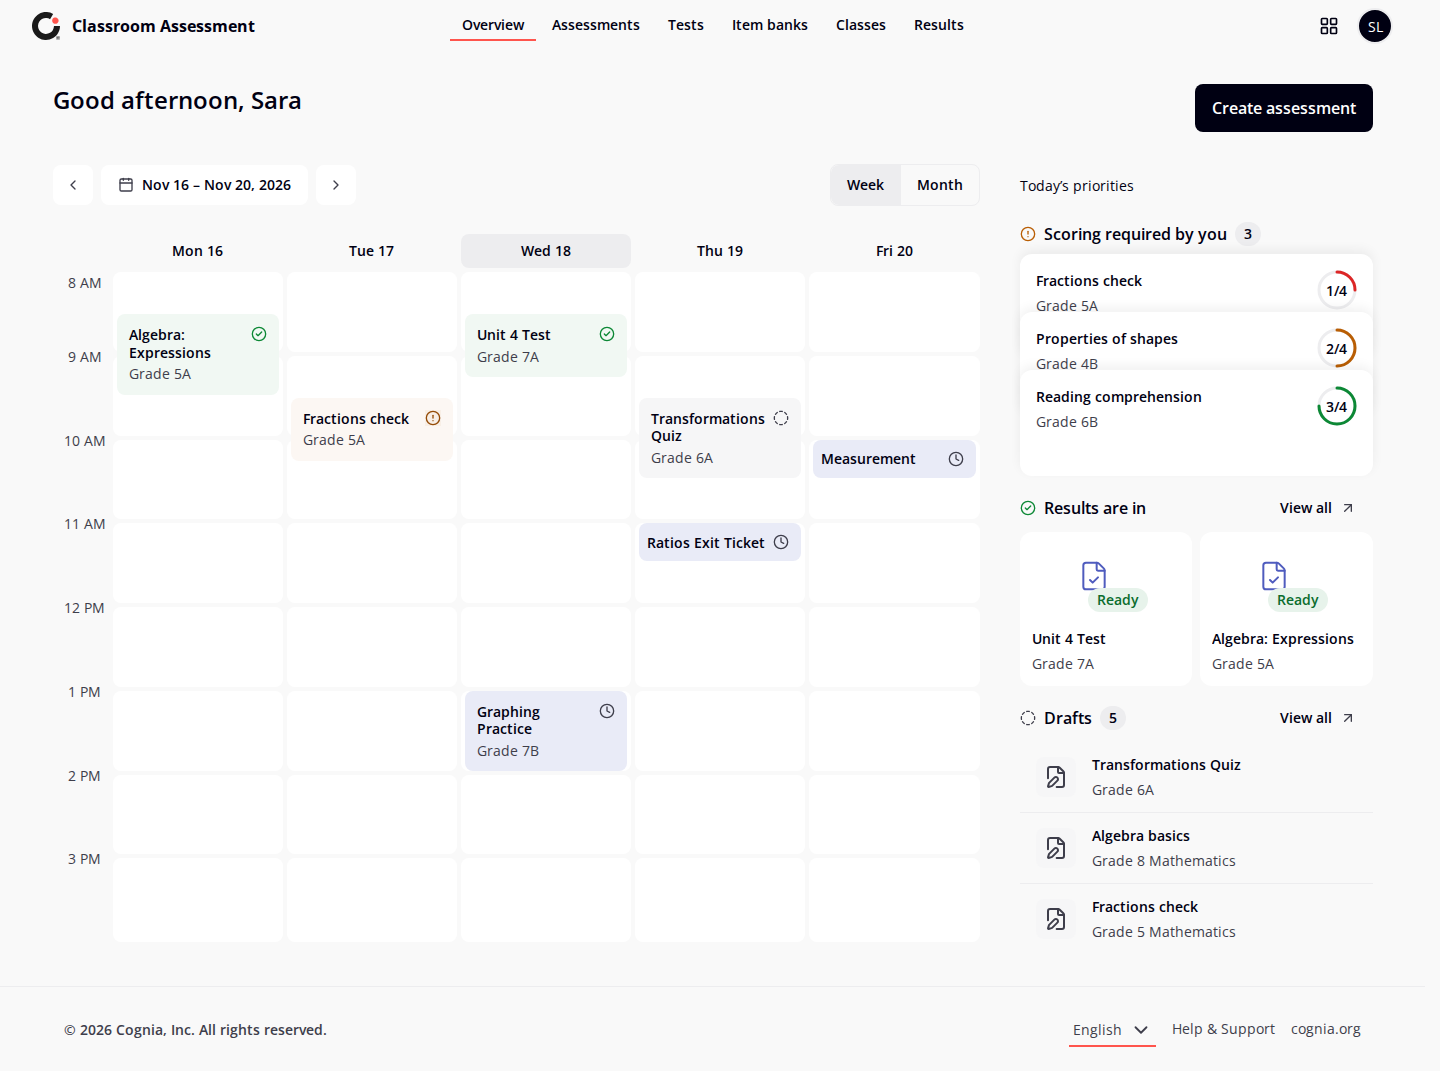 Classroom Assessment
Overview
Assessments
Tests
Item banks
Classes
Results
SL
Good afternoon, Sara
Create assessment
Nov 16 – Nov 20, 2026
Week
Month
Mon 16
Tue 17
Wed 18
Thu 19
Fri 20
8 AM
9 AM
10 AM
11 AM
12 PM
1 PM
2 PM
3 PM
Algebra:
Expressions
Grade 5A
Fractions check
Grade 5A
Unit 4 Test
Grade 7A
Graphing
Practice
Grade 7B
Transformations
Quiz
Grade 6A
Ratios Exit Ticket
Measurement
Today’s priorities
Scoring required by you
3
Fractions check
Grade 5A
1/4
Properties of shapes
Grade 4B
2/4
Reading comprehension
Grade 6B
3/4
Results are in
View all
Ready
Unit 4 Test
Grade 7A
Ready
Algebra: Expressions
Grade 5A
Drafts
5
View all
Transformations Quiz
Grade 6A
Algebra basics
Grade 8 Mathematics
Fractions check
Grade 5 Mathematics
© 2026 Cognia, Inc. All rights reserved.
English
Help & Support
cognia.org